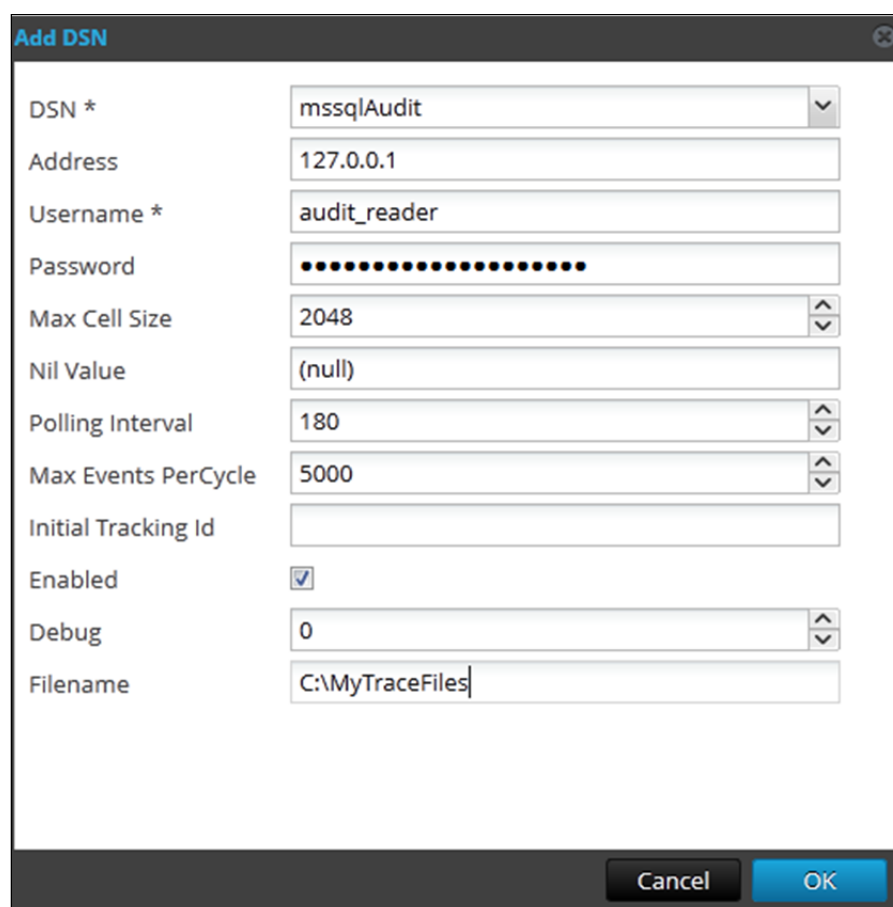 Add DSN
DSN * mssqlAudit
Address 127.0.0.1
Username * audit_reader
Password ••••••••••••••••••••
Max Cell Size 2048
Nil Value (null)
Polling Interval 180
Max Events PerCycle 5000
Initial Tracking Id
Enabled
Debug 0
Filename C:\MyTraceFiles
Cancel OK